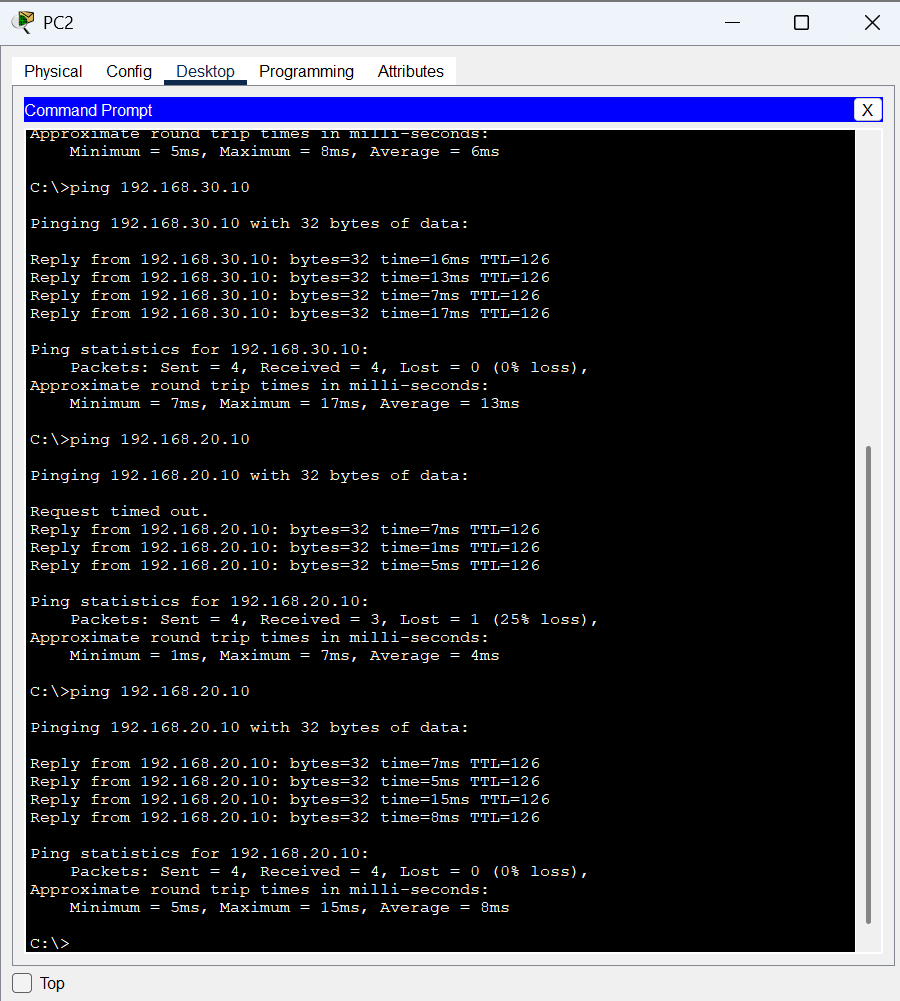 PC2
Physical Config Desktop Programming Attributes
Command Prompt X
Approximate round trip times in milli-seconds:
    Minimum = 5ms, Maximum = 8ms, Average = 6ms
C:\>ping 192.168.30.10
Pinging 192.168.30.10 with 32 bytes of data:
Reply from 192.168.30.10: bytes=32 time=16ms TTL=126
Reply from 192.168.30.10: bytes=32 time=13ms TTL=126
Reply from 192.168.30.10: bytes=32 time=7ms TTL=126
Reply from 192.168.30.10: bytes=32 time=17ms TTL=126
Ping statistics for 192.168.30.10:
    Packets: Sent = 4, Received = 4, Lost = 0 (0% loss),
Approximate round trip times in milli-seconds:
    Minimum = 7ms, Maximum = 17ms, Average = 13ms
C:\>ping 192.168.20.10
Pinging 192.168.20.10 with 32 bytes of data:
Request timed out.
Reply from 192.168.20.10: bytes=32 time=7ms TTL=126
Reply from 192.168.20.10: bytes=32 time=1ms TTL=126
Reply from 192.168.20.10: bytes=32 time=5ms TTL=126
Ping statistics for 192.168.20.10:
    Packets: Sent = 4, Received = 3, Lost = 1 (25% loss),
Approximate round trip times in milli-seconds:
    Minimum = 1ms, Maximum = 7ms, Average = 4ms
C:\>ping 192.168.20.10
Pinging 192.168.20.10 with 32 bytes of data:
Reply from 192.168.20.10: bytes=32 time=7ms TTL=126
Reply from 192.168.20.10: bytes=32 time=5ms TTL=126
Reply from 192.168.20.10: bytes=32 time=15ms TTL=126
Reply from 192.168.20.10: bytes=32 time=8ms TTL=126
Ping statistics for 192.168.20.10:
    Packets: Sent = 4, Received = 4, Lost = 0 (0% loss),
Approximate round trip times in milli-seconds:
    Minimum = 5ms, Maximum = 15ms, Average = 8ms
C:\>
Top